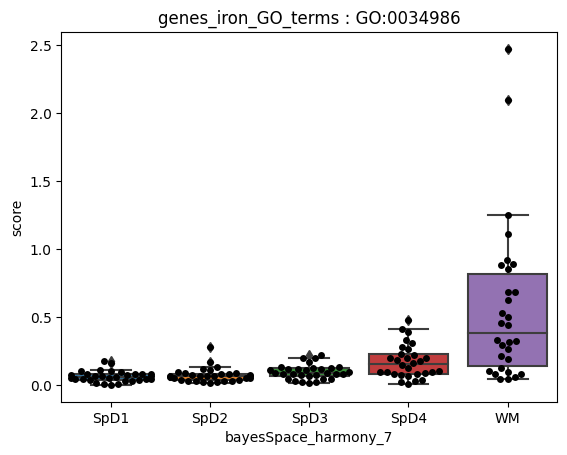 genes_iron_GO_terms : GO:0034986
2.5
2.0
1.5
1.0
0.5
0.0
score
SpD1 SpD2 SpD3 SpD4 WM
bayesSpace_harmony_7